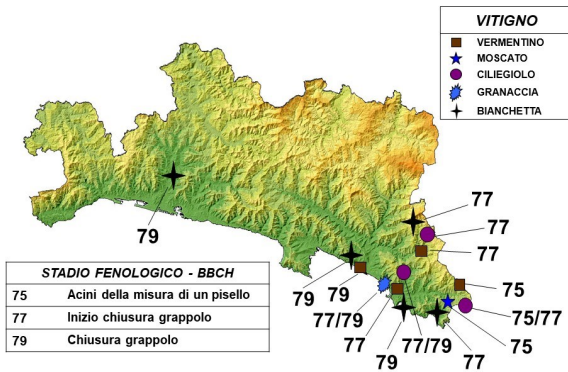 VITIGNO
VERMENTINO
MOSCATO
CILIEGIOLO
GRANACCIA
BIANCHETTA
79
77
77
77
79
79
75
77/79
75/77
77
77/79
75
79
77
STADIO FENOLOGICO - BBCH
75 Acini della misura di un pisello
77 Inizio chiusura grappolo
79 Chiusura grappolo